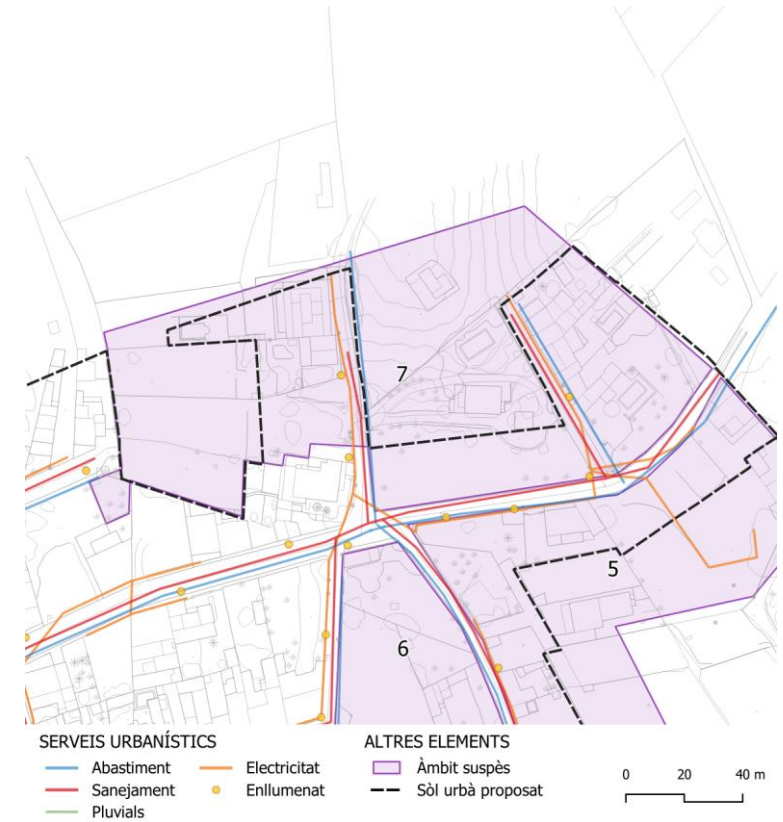 7
5
6
SERVEIS URBANÍSTICS
Abastiment
Sanejament
Pluvials
Electricitat
Enllumenat
ALTRES ELEMENTS
Àmbit suspès
Sòl urbà proposat
0 20 40 m